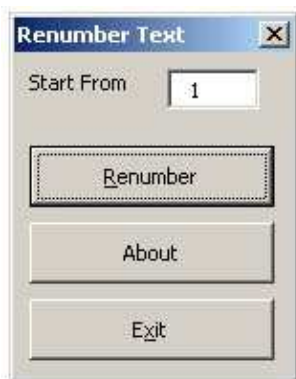 Renumber Text
Start From 1
Renumber
About
Exit